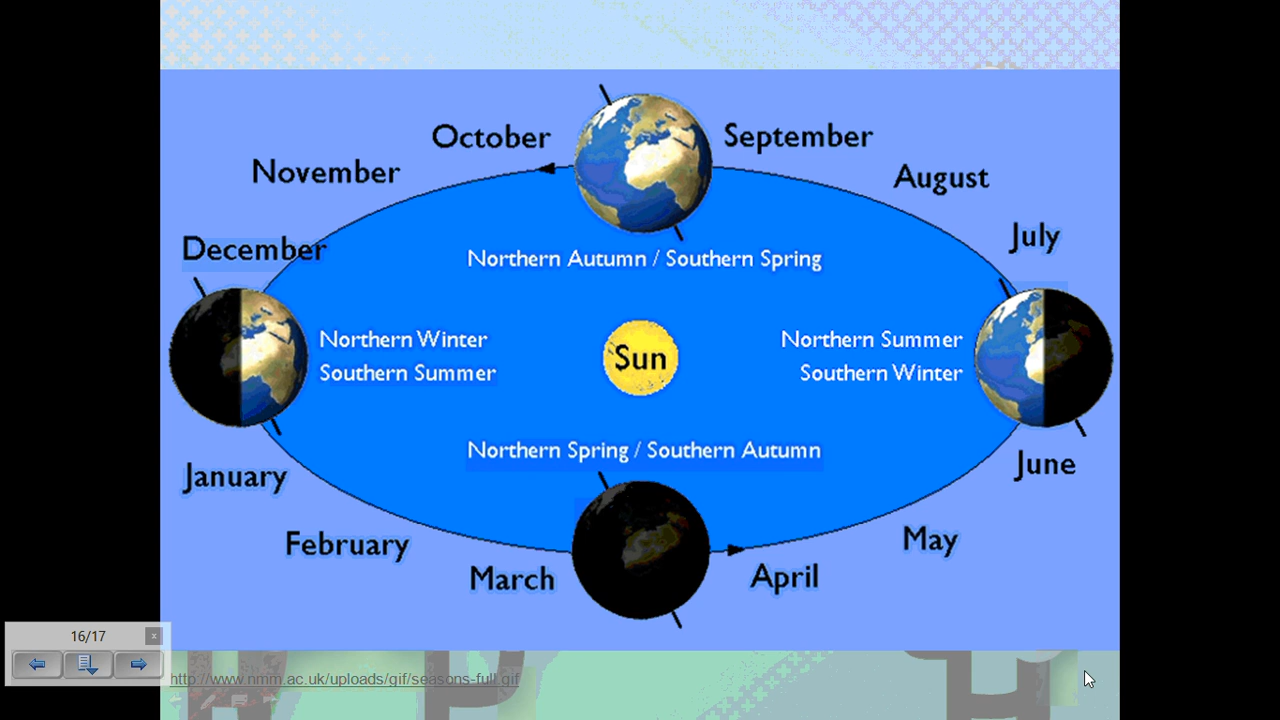 October
September
November
August
December
July
Northern Autumn / Southern Spring
Northern Winter
Southern Summer
Sun
Northern Summer
Southern Winter
Northern Spring / Southern Autumn
January
June
February
May
March
April
16/17
x
http://www.nmm.ac.uk/uploads/gif/seasons-full.gif